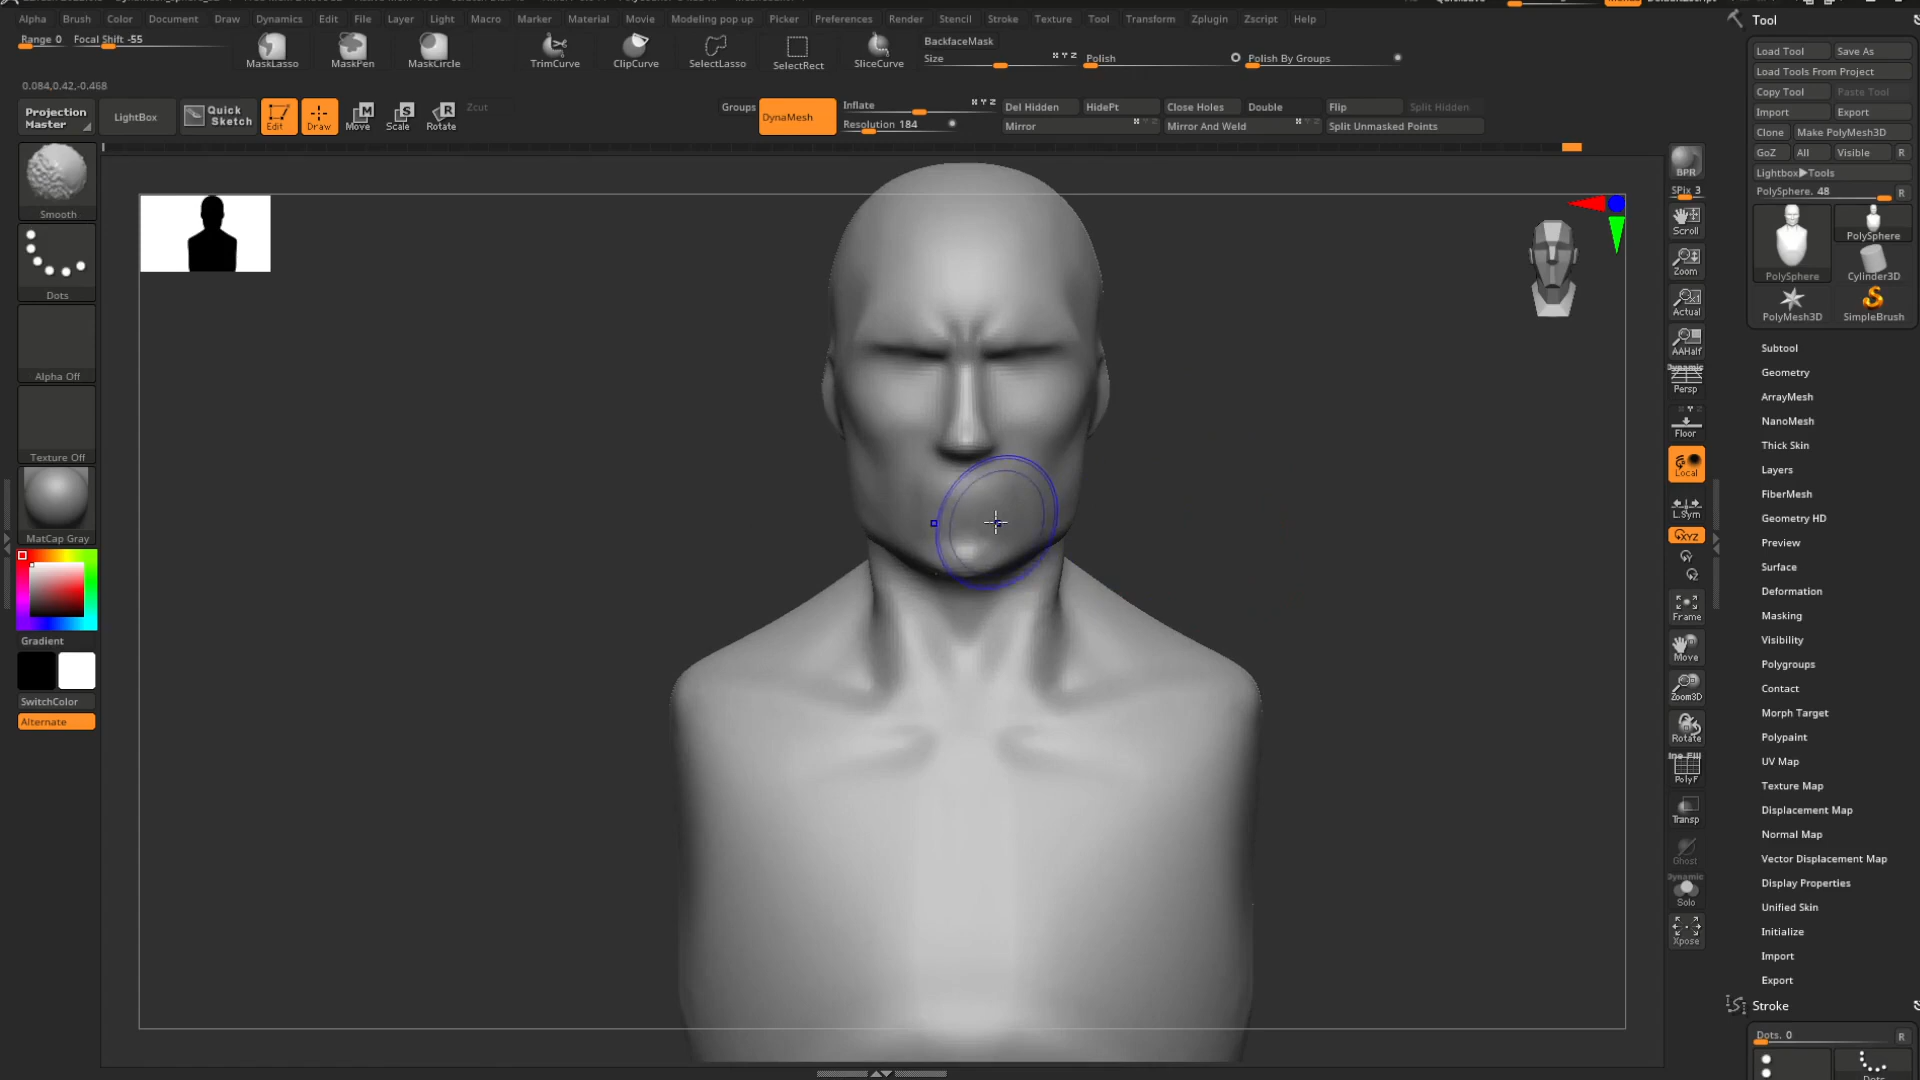 Alpha Brush Color Document Draw Dynamics Edit File Layer Light Macro Marker Material Movie Modeling pop up Picker Preferences Render Stencil Stroke Texture Tool Transform Zplugin Zscript Help
Range 0 Focal Shift -55
MaskLasso MaskPen MaskCircle TrimCurve ClipCurve SelectLasso SelectRect SliceCurve
BackfaceMask
Size X Y Z Polish Polish By Groups
0.084,0.42,-0.468
Projection Master
LightBox
Quick Sketch
Edit Draw Move Scale Rotate
Zcut
Groups DynaMesh
Inflate X Y Z
Resolution 184
Del Hidden HidePt Close Holes Double Flip Split Hidden
Mirror Mirror And Weld Split Unmasked Points
Smooth
Dots
Alpha Off
Texture Off
MatCap Gray
Gradient
SwitchColor
Alternate
BPR
SPix 3
Scroll
Zoom
Actual
AAHalf
Dynamic
Persp
Floor
Local
L.Sym
XYZ
Frame
Move
Zoom3D
Rotate
PolyF
Transp
Ghost
Dynamic
Solo
Xpose
Tool
Load Tool Save As
Load Tools From Project
Copy Tool Paste Tool
Import Export
Clone Make PolyMesh3D
GoZ All Visible R
Lightbox▶Tools
PolySphere. 48 R
PolySphere
PolySphere
Cylinder3D
PolyMesh3D SimpleBrush
Subtool
Geometry
ArrayMesh
NanoMesh
Thick Skin
Layers
FiberMesh
Geometry HD
Preview
Surface
Deformation
Masking
Visibility
Polygroups
Contact
Morph Target
Polypaint
UV Map
Texture Map
Displacement Map
Normal Map
Vector Displacement Map
Display Properties
Unified Skin
Initialize
Import
Export
Stroke
Dots. 0 R